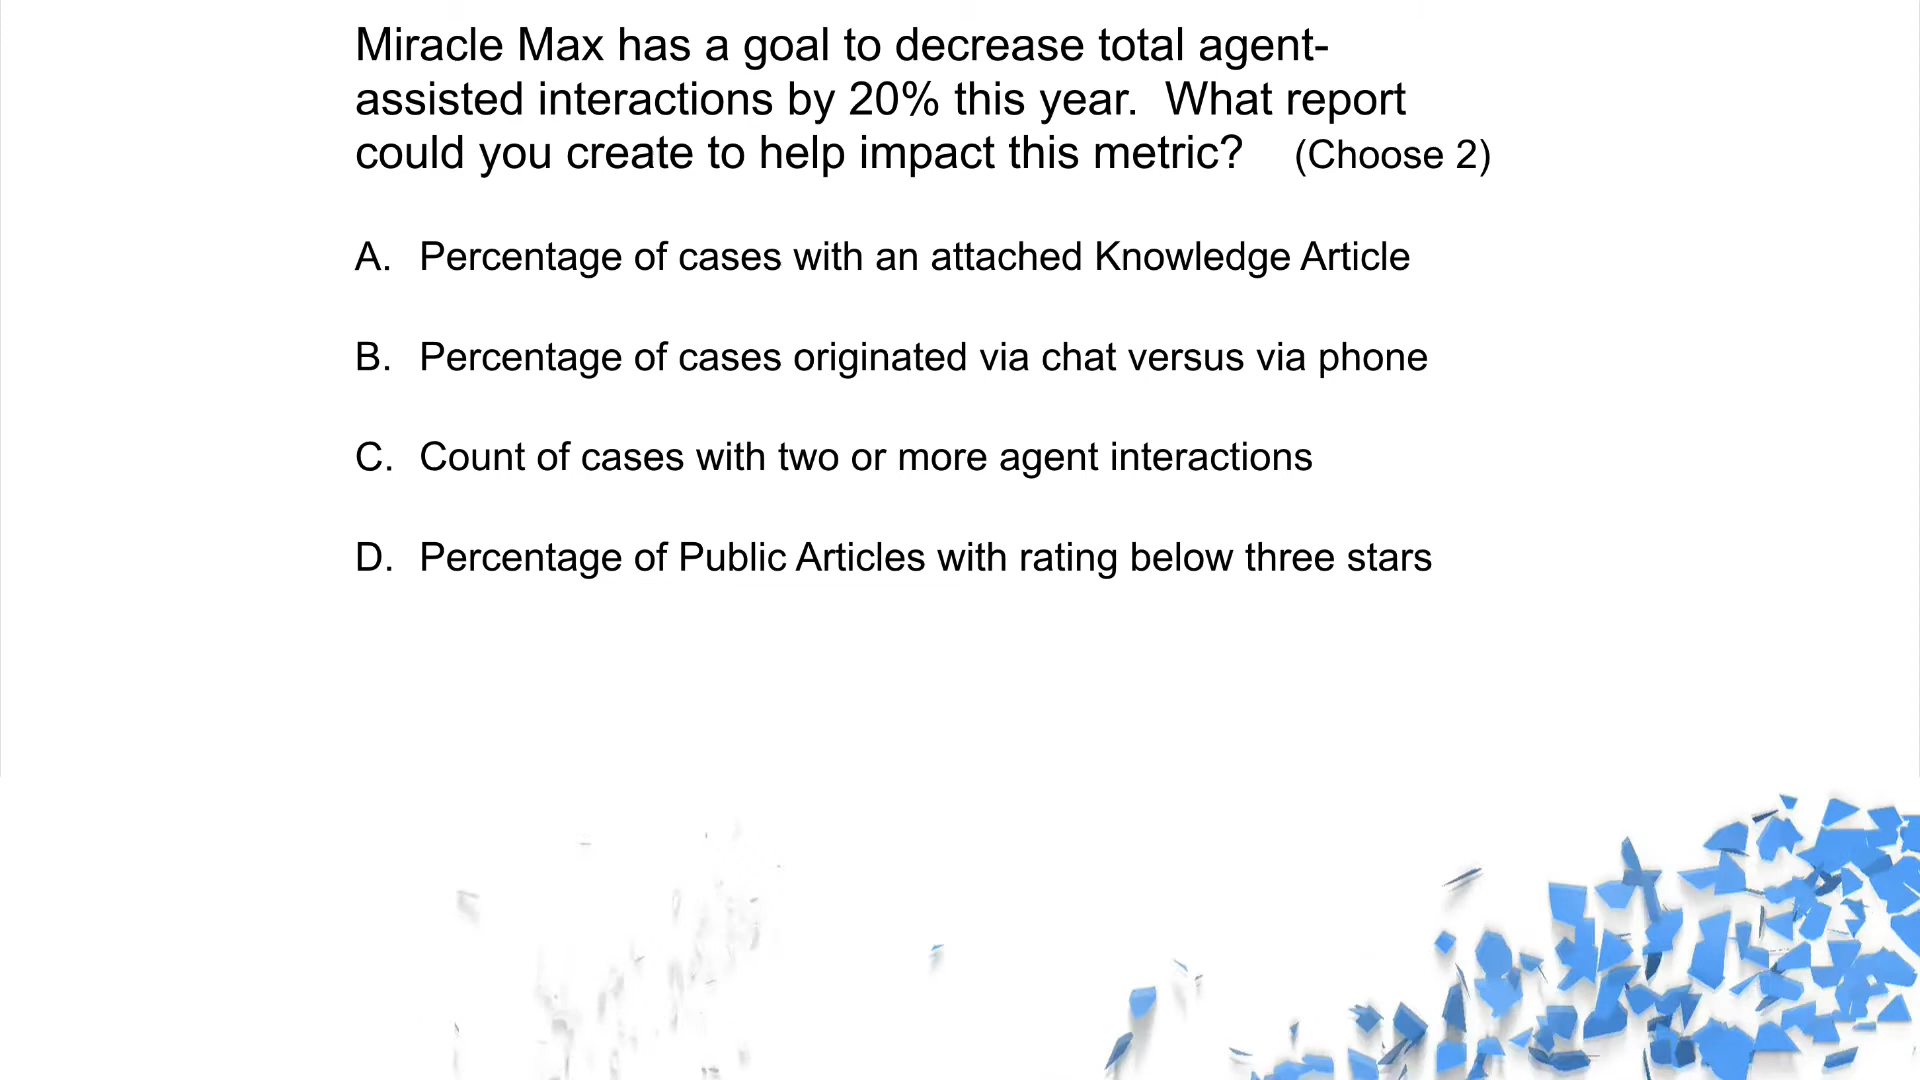 Miracle Max has a goal to decrease total agent-
assisted interactions by 20% this year.  What report
could you create to help impact this metric?    (Choose 2)
A. Percentage of cases with an attached Knowledge Article
B. Percentage of cases originated via chat versus via phone
C. Count of cases with two or more agent interactions
D. Percentage of Public Articles with rating below three stars